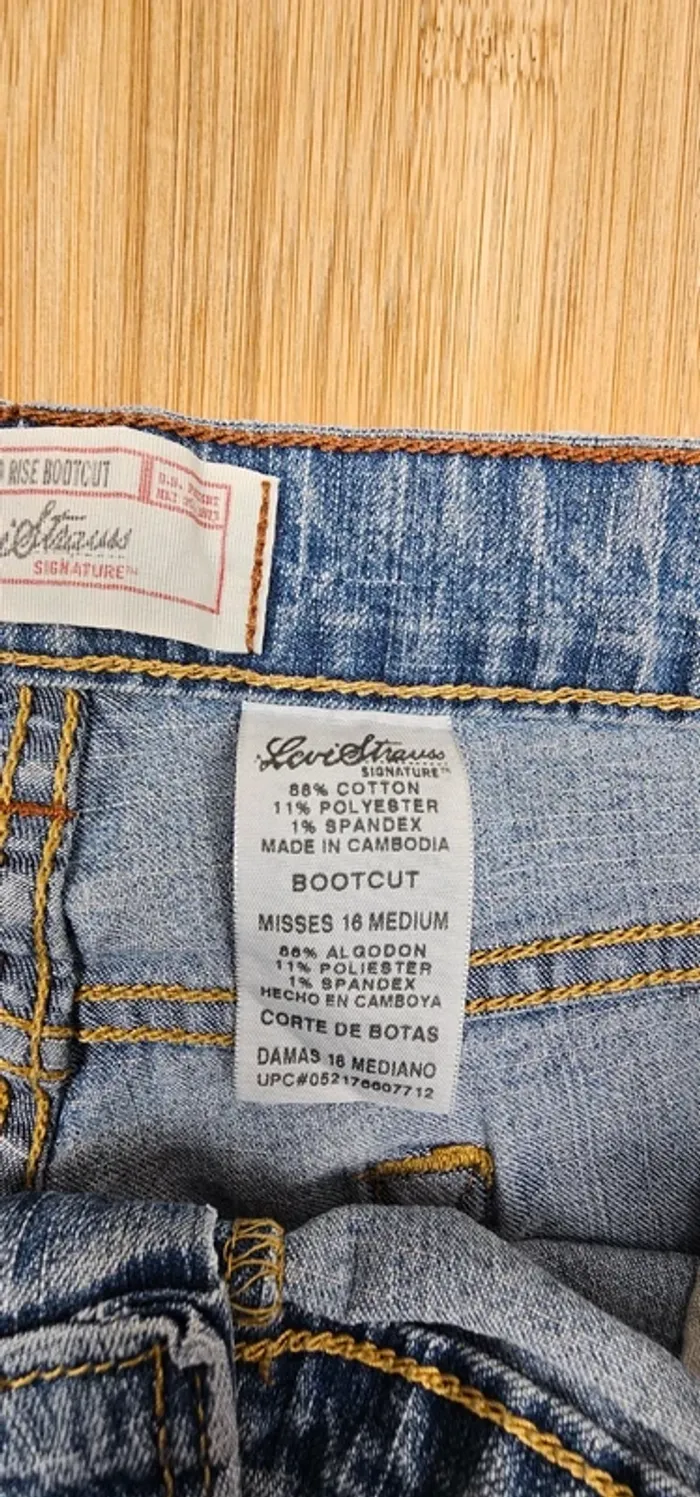 RISE BOOTCUT
U.S. PATENT
Strauss
SIGNATURE™
Levi Strauss
SIGNATURE™
88% COTTON
11% POLYESTER
1% SPANDEX
MADE IN CAMBODIA
BOOTCUT
MISSES 16 MEDIUM
88% ALGODON
11% POLIESTER
1% SPANDEX
HECHO EN CAMBOYA
CORTE DE BOTAS
DAMAS 16 MEDIANO
UPC#052176607712